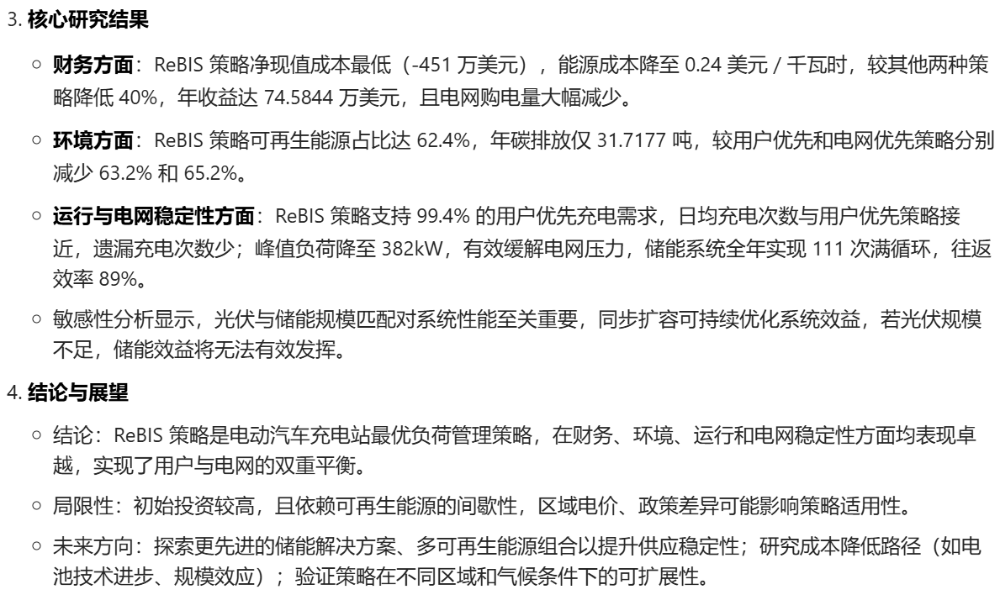 3. 核心研究结果
○ 财务方面：ReBIS 策略净现值成本最低（-451 万美元），能源成本降至 0.24 美元 / 千瓦时，较其他两种策
略降低 40%，年收益达 74.5844 万美元，且电网购电量大幅减少。
○ 环境方面：ReBIS 策略可再生能源占比达 62.4%，年碳排放仅 31.7177 吨，较用户优先和电网优先策略分别
减少 63.2% 和 65.2%。
○ 运行与电网稳定性方面：ReBIS 策略支持 99.4% 的用户优先充电需求，日均充电次数与用户优先策略接
近，遗漏充电次数少；峰值负荷降至 382kW，有效缓解电网压力，储能系统全年实现 111 次满循环，往返
效率 89%。
○ 敏感性分析显示，光伏与储能规模匹配对系统性能至关重要，同步扩容可持续优化系统效益，若光伏规模
不足，储能效益将无法有效发挥。
4. 结论与展望
○ 结论：ReBIS 策略是电动汽车充电站最优负荷管理策略，在财务、环境、运行和电网稳定性方面均表现卓
越，实现了用户与电网的双重平衡。
○ 局限性：初始投资较高，且依赖可再生能源的间歇性，区域电价、政策差异可能影响策略适用性。
○ 未来方向：探索更先进的储能解决方案、多可再生能源组合以提升供应稳定性；研究成本降低路径（如电
池技术进步、规模效应）；验证策略在不同区域和气候条件下的可扩展性。